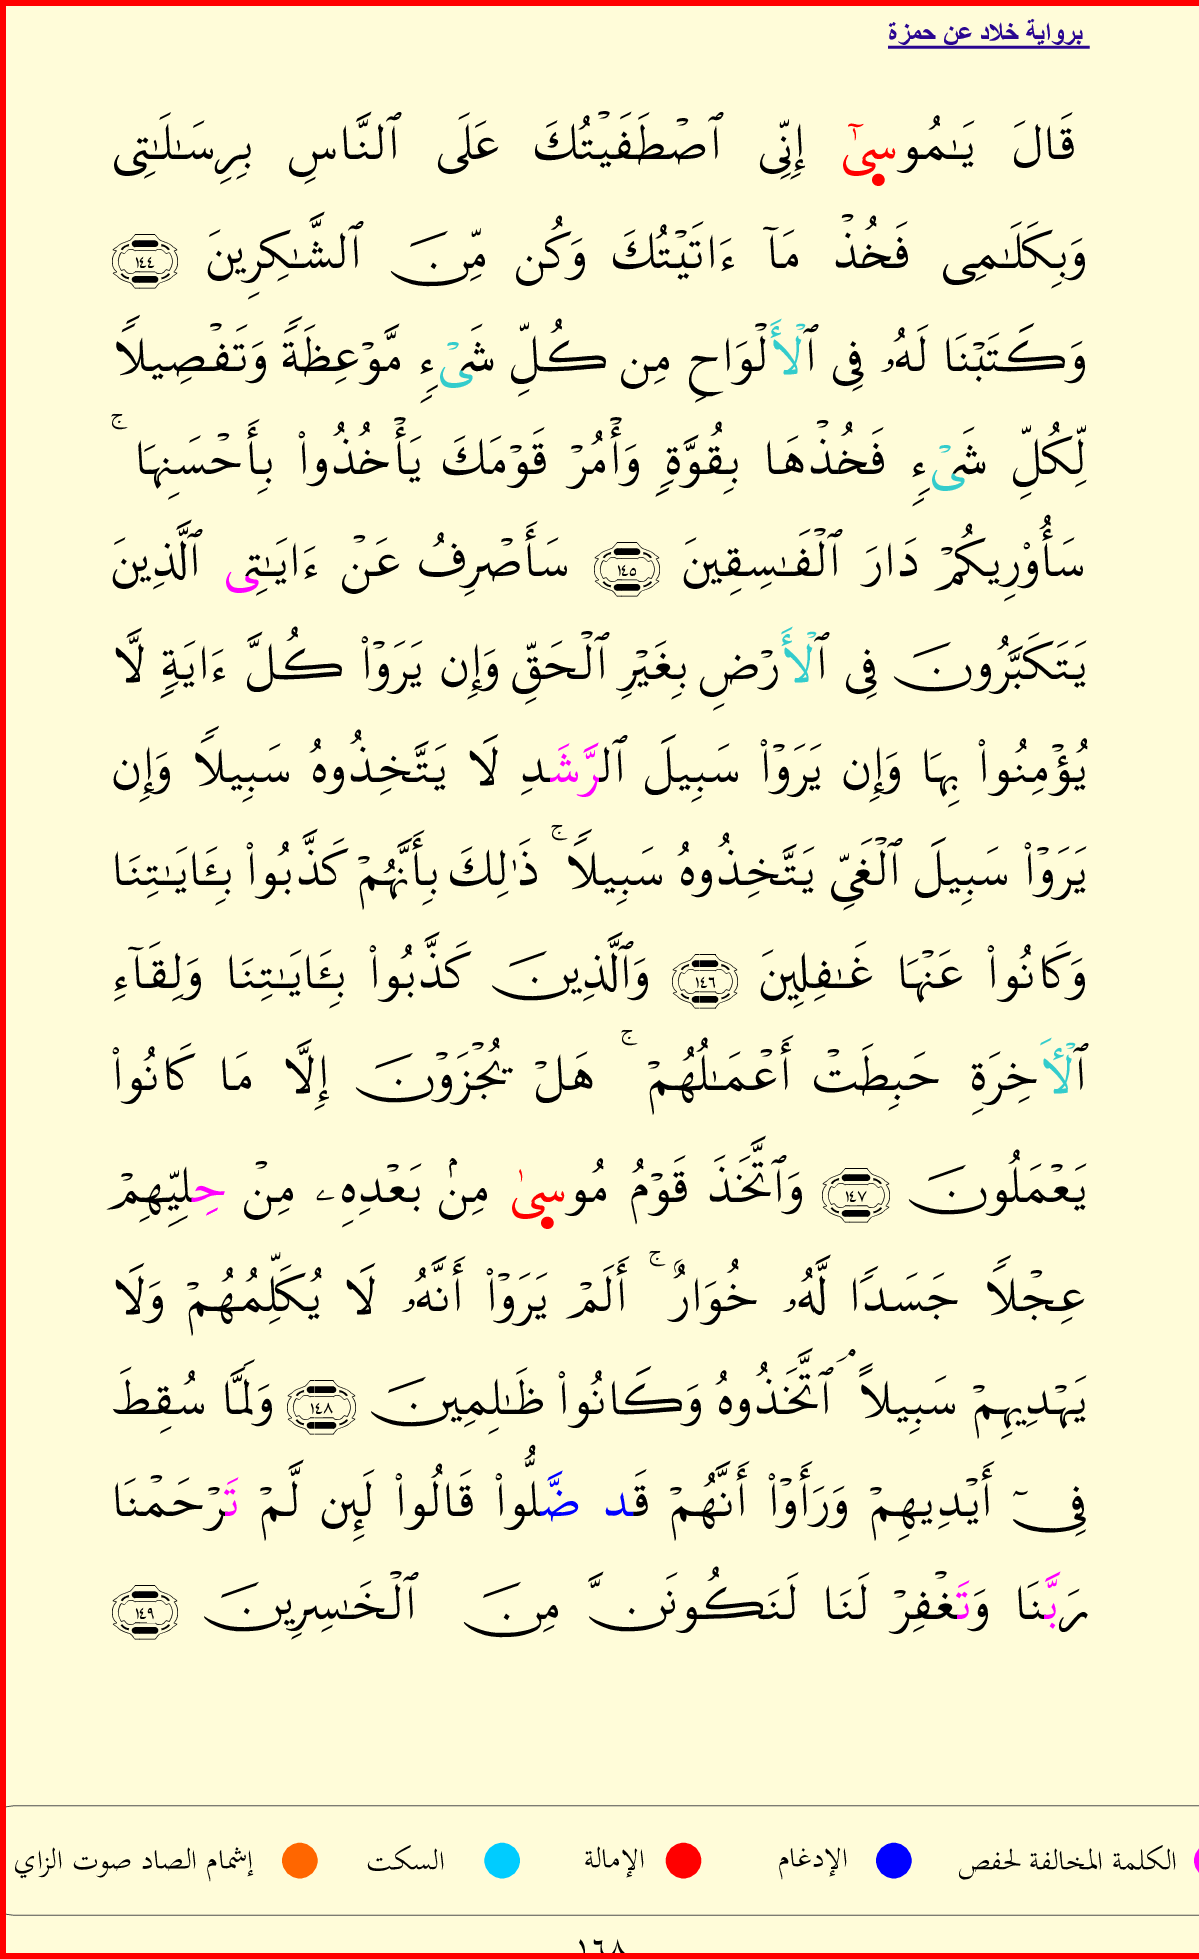 برواية خلاد عن حمزة
قَالَ يَـٰمُوسِىٓ إِنِّى ٱصۡطَفَيۡتُكَ عَلَى ٱلنَّاسِ بِرِسَـٰلَـٰتِى
وَبِكَلَـٰمِى فَخُذۡ مَآ ءَاتَيۡتُكَ وَكُن مِّنَ ٱلشَّـٰكِرِينَ ١٤٤
وَكَتَبۡنَا لَهُۥ فِى ٱلۡأَلۡوَاحِ مِن كُلِّ شَىۡءٍ مَّوۡعِظَةً وَتَفۡصِيلًا
لِّكُلِّ شَىۡءٍ فَخُذۡهَا بِقُوَّةٍ وَأۡمُرۡ قَوۡمَكَ يَأۡخُذُوا۟ بِأَحۡسَنِهَا ۚ
سَأُو۟رِيكُمۡ دَارَ ٱلۡفَـٰسِقِينَ ١٤٥ سَأَصۡرِفُ عَنۡ ءَايَـٰتِى ٱلَّذِينَ
يَتَكَبَّرُونَ فِى ٱلۡأَرۡضِ بِغَيۡرِ ٱلۡحَقِّ وَإِن يَرَوۡا۟ كُلَّ ءَايَةٍ لَّا
يُؤۡمِنُوا۟ بِهَا وَإِن يَرَوۡا۟ سَبِيلَ ٱلرَّشَدِ لَا يَتَّخِذُوهُ سَبِيلًا وَإِن
يَرَوۡا۟ سَبِيلَ ٱلۡغَىِّ يَتَّخِذُوهُ سَبِيلًا ۚ ذَٰلِكَ بِأَنَّهُمۡ كَذَّبُوا۟ بِـَٔايَـٰتِنَا
وَكَانُوا۟ عَنۡهَا غَـٰفِلِينَ ١٤٦ وَٱلَّذِينَ كَذَّبُوا۟ بِـَٔايَـٰتِنَا وَلِقَآءِ
ٱلۡأَخِرَةِ حَبِطَتۡ أَعۡمَـٰلُهُمۡ ۚ هَلۡ يُجۡزَوۡنَ إِلَّا مَا كَانُوا۟
يَعۡمَلُونَ ١٤٧ وَٱتَّخَذَ قَوۡمُ مُوسِىٰ مِنۢ بَعۡدِهِۦ مِنۡ حِلِيِّهِمۡ
عِجۡلًا جَسَدًا لَّهُۥ خُوَارٌ ۚ أَلَمۡ يَرَوۡا۟ أَنَّهُۥ لَا يُكَلِّمُهُمۡ وَلَا
يَهۡدِيهِمۡ سَبِيلًا ۘ ٱتَّخَذُوهُ وَكَانُوا۟ ظَـٰلِمِينَ ١٤٨ وَلَمَّا سُقِطَ
فِىٓ أَيۡدِيهِمۡ وَرَأَوۡا۟ أَنَّهُمۡ قَد ضَّلُّوا۟ قَالُوا۟ لَئِن لَّمۡ تَرۡحَمۡنَا
رَبَّنَا وَتَغۡفِرۡ لَنَا لَنَكُونَنَّ مِنَ ٱلۡخَـٰسِرِينَ ١٤٩
الكلمة المخالفة لحفص الإدغام الإمالة السكت إشمام الصاد صوت الزاي
١٦٨